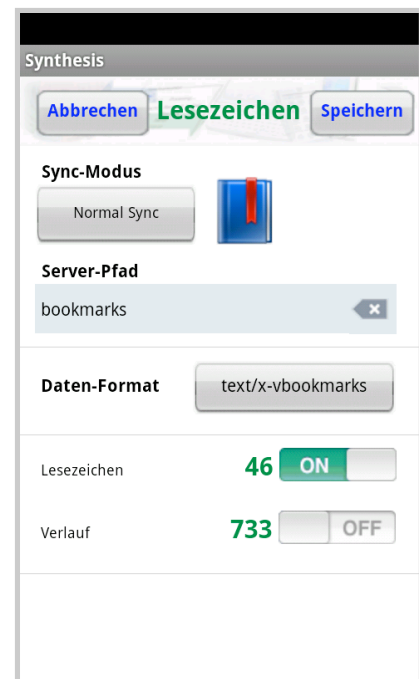 Synthesis
Abbrechen Lesezeichen Speichern
Sync-Modus
Normal Sync
Server-Pfad
bookmarks
Daten-Format text/x-vbookmarks
Lesezeichen 46 ON
Verlauf 733 OFF